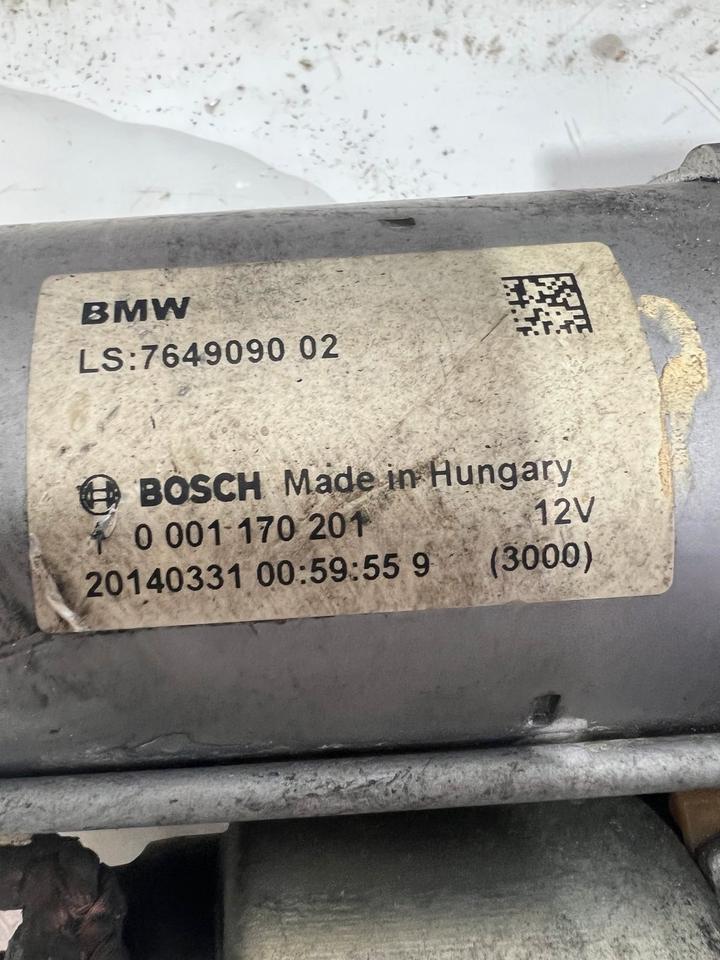 BMW
LS:7649090 02
BOSCH Made in Hungary
1 0 001 170 201 12V
20140331 00:59:55 9 (3000)